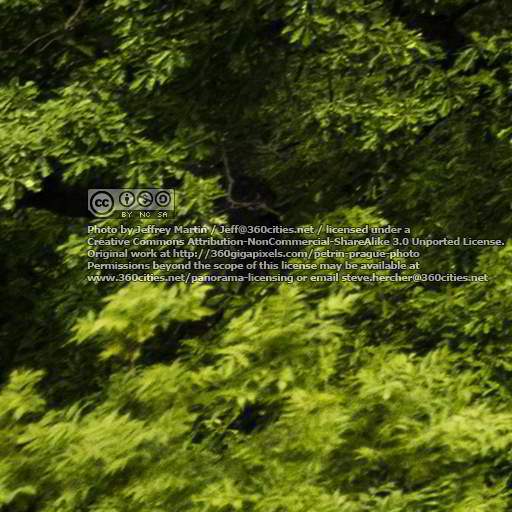 cc
BY NC SA
Photo by Jeffrey Martin / Jeff@360cities.net / licensed under a
Creative Commons Attribution-NonCommercial-ShareAlike 3.0 Unported License.
Original work at http://360gigapixels.com/petrin-prague-photo
Permissions beyond the scope of this license may be available at
www.360cities.net/panorama-licensing or email steve.hercher@360cities.net